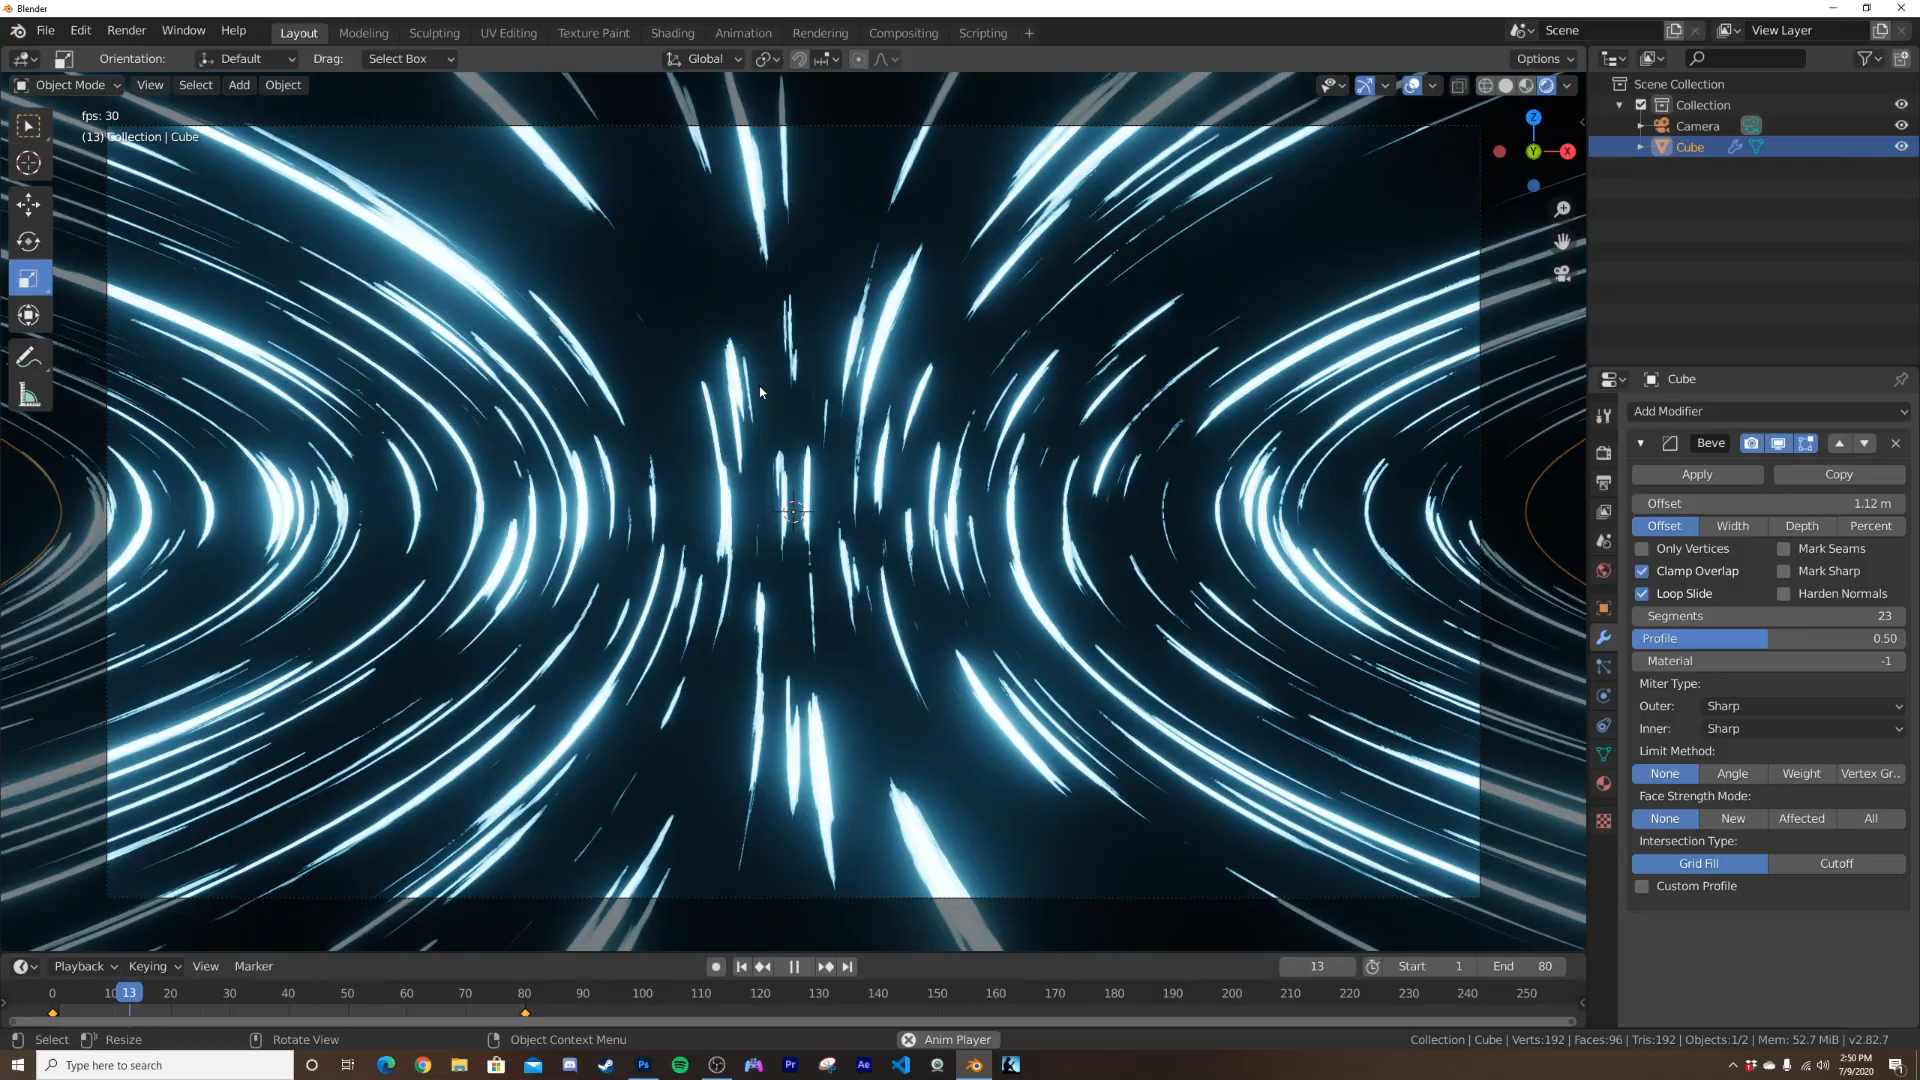 Blender
File Edit Render Window Help Layout Modeling Sculpting UV Editing Texture Paint Shading Animation Rendering Compositing Scripting + Scene View Layer
Orientation: Default Drag: Select Box Global Options
Object Mode View Select Add Object
fps: 30
(13) Collection | Cube
Z
Y
X
Scene Collection
Collection
Camera
Cube
Cube
Add Modifier
Beve
Apply Copy
Offset 1.12 m
Offset Width Depth Percent
Only Vertices Mark Seams
Clamp Overlap Mark Sharp
Loop Slide Harden Normals
Segments 23
Profile 0.50
Material -1
Miter Type:
Outer: Sharp
Inner: Sharp
Limit Method:
None Angle Weight Vertex Gr..
Face Strength Mode:
None New Affected All
Intersection Type:
Grid Fill Cutoff
Custom Profile
Playback Keying View Marker 13 Start 1 End 80
0 10 13 20 30 40 50 60 70 80 90 100 110 120 130 140 150 160 170 180 190 200 210 220 230 240 250
Select Resize Rotate View Object Context Menu Anim Player Collection | Cube | Verts:192 | Faces:96 | Tris:192 | Objects:1/2 | Mem: 52.7 MiB | v2.82.7
Type here to search
Ps
Pr
Ae
2:50 PM
7/9/2020